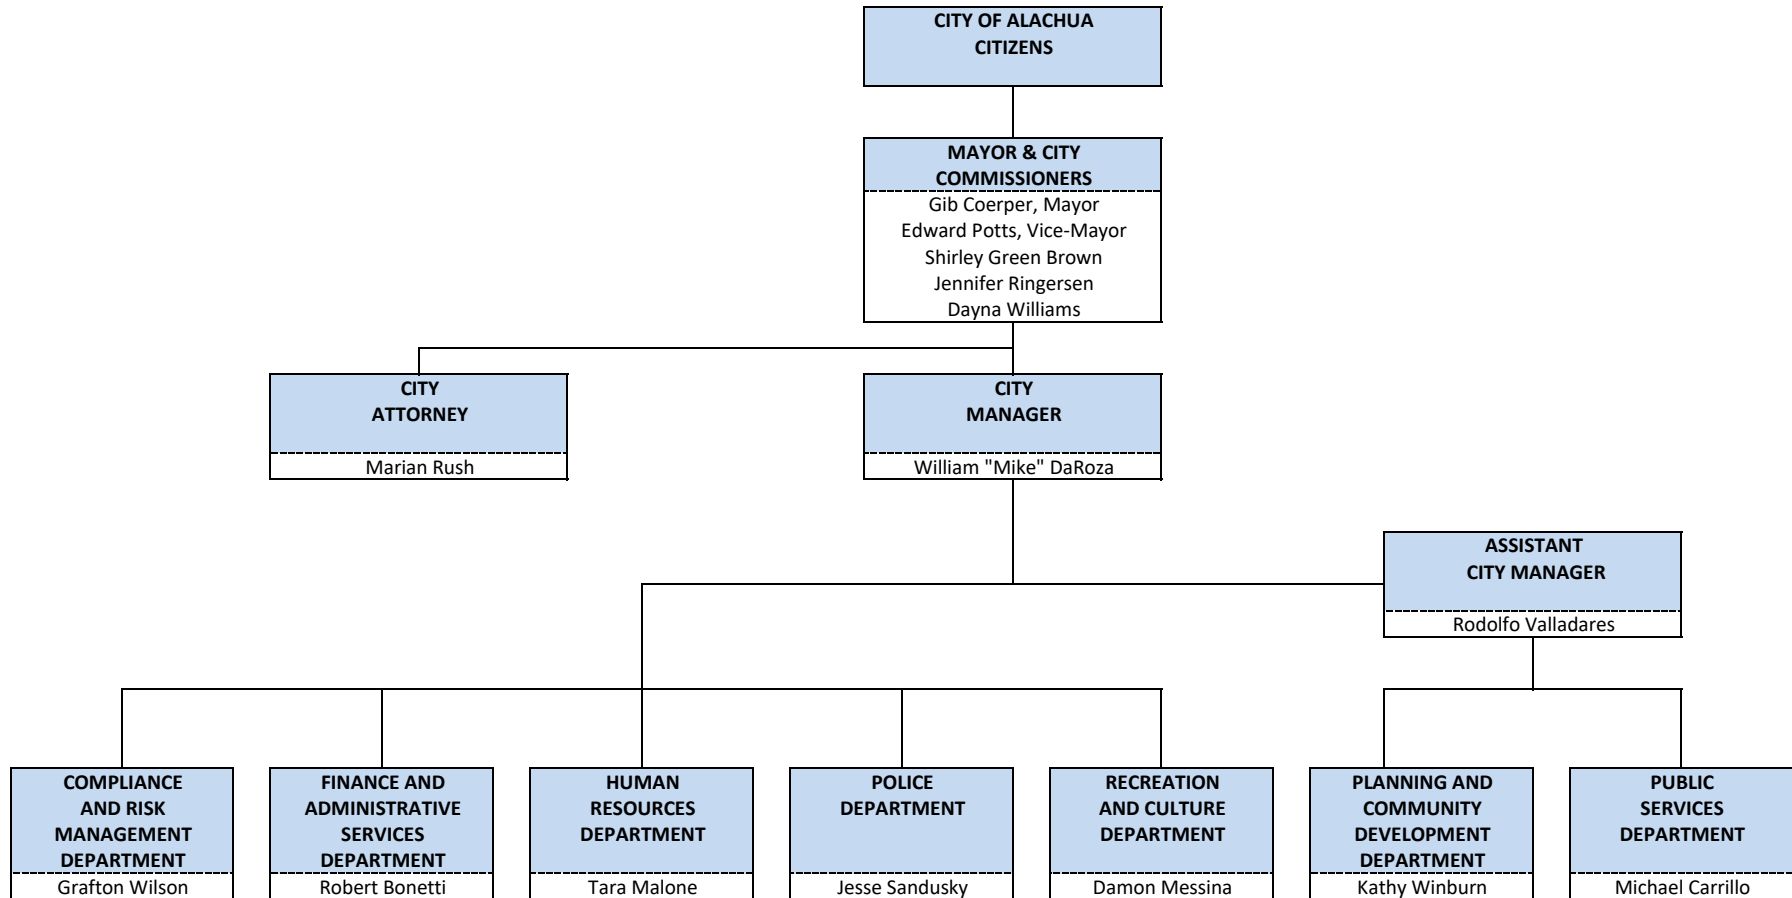 CITY OF ALACHUA
CITIZENS
MAYOR & CITY
COMMISSIONERS
Gib Coerper, Mayor
Edward Potts, Vice-Mayor
Shirley Green Brown
Jennifer Ringersen
Dayna Williams
CITY
ATTORNEY
Marian Rush
CITY
MANAGER
William "Mike" DaRoza
ASSISTANT
CITY MANAGER
Rodolfo Valladares
COMPLIANCE
AND RISK
MANAGEMENT
DEPARTMENT
Grafton Wilson
FINANCE AND
ADMINISTRATIVE
SERVICES
DEPARTMENT
Robert Bonetti
HUMAN
RESOURCES
DEPARTMENT
Tara Malone
POLICE
DEPARTMENT
Jesse Sandusky
RECREATION
AND CULTURE
DEPARTMENT
Damon Messina
PLANNING AND
COMMUNITY
DEVELOPMENT
DEPARTMENT
Kathy Winburn
PUBLIC
SERVICES
DEPARTMENT
Michael Carrillo